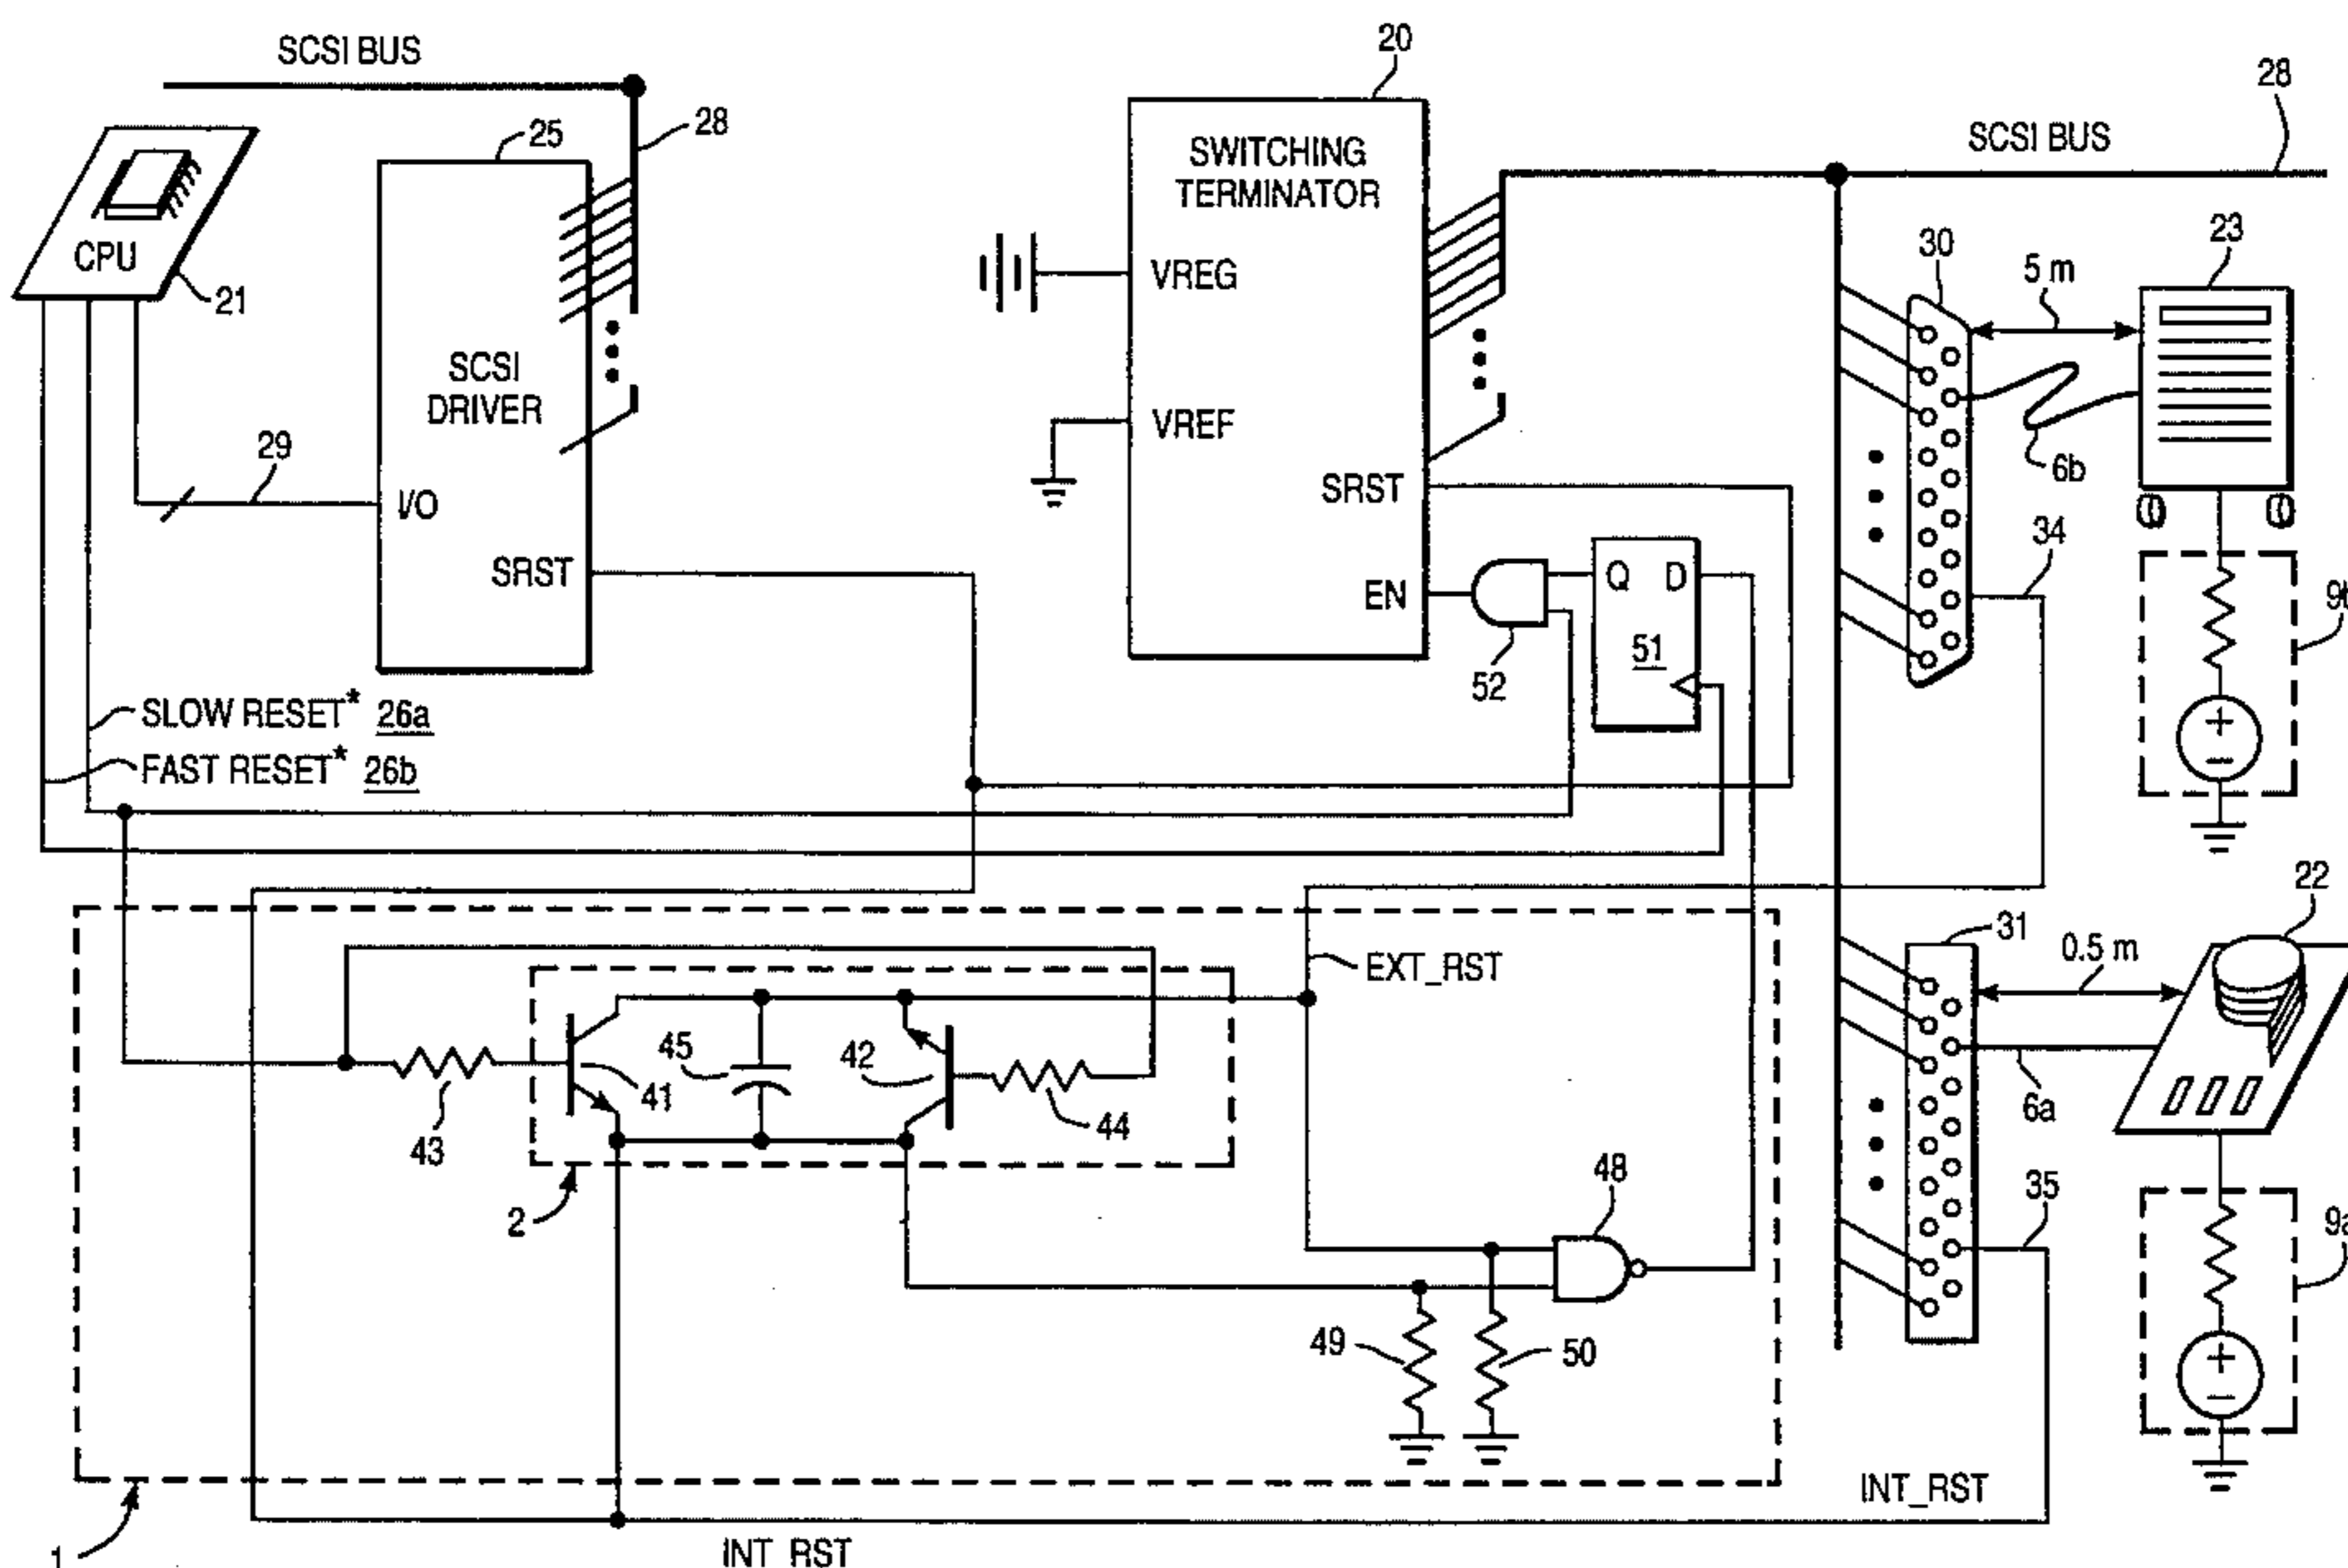 SCSI BUS
20
28
SCSI BUS
28
25
SWITCHING
TERMINATOR
CPU
21
VREG
30
5 m
23
SCSI
DRIVER
VREF
6b
29
I/O
SRST
34
SRST
EN
Q D
51
52
9b
SLOW RESET* 26a
FAST RESET* 26b
22
31
0.5 m
EXT_RST
45
42
41
43
44
6a
2
48
35
9a
49
50
INT_RST
1
INT_RST